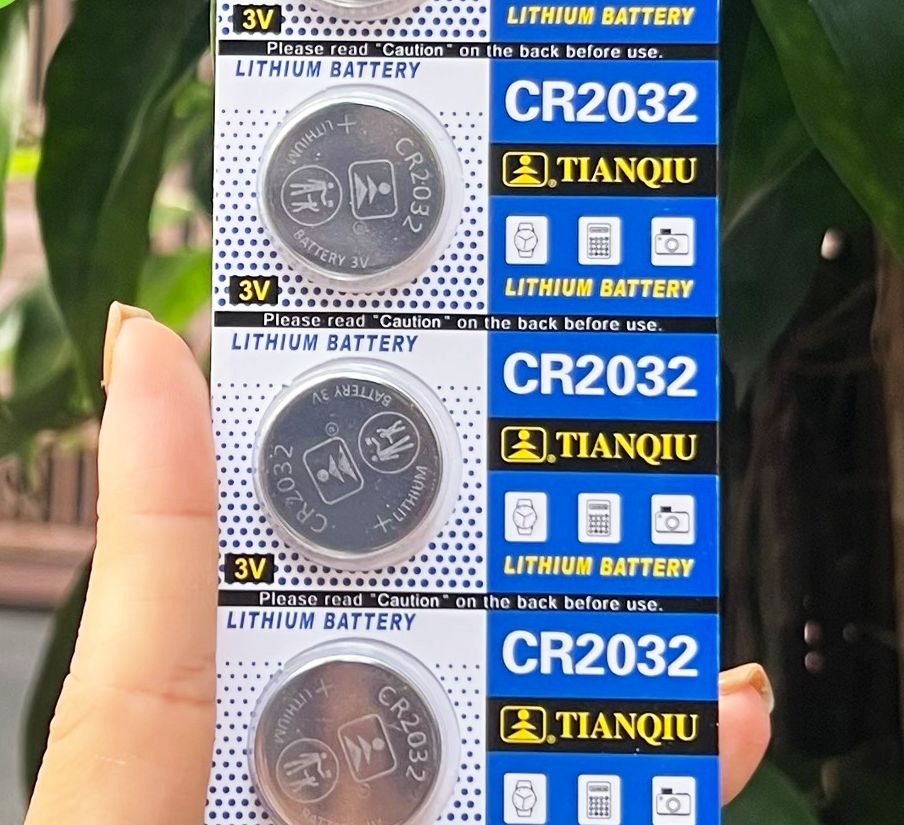 3V
LITHIUM BATTERY
Please read "Caution" on the back before use.
LITHIUM BATTERY
CR2032
+
LITHIUM
CR2032
BATTERY 3V
TIANQIU
3V
LITHIUM BATTERY
Please read "Caution" on the back before use.
LITHIUM BATTERY
CR2032
BATTERY 3V
CR2032
LITHIUM
+
TIANQIU
3V
LITHIUM BATTERY
Please read "Caution" on the back before use.
LITHIUM BATTERY
CR2032
+
LITHIUM
CR2032
TIANQIU